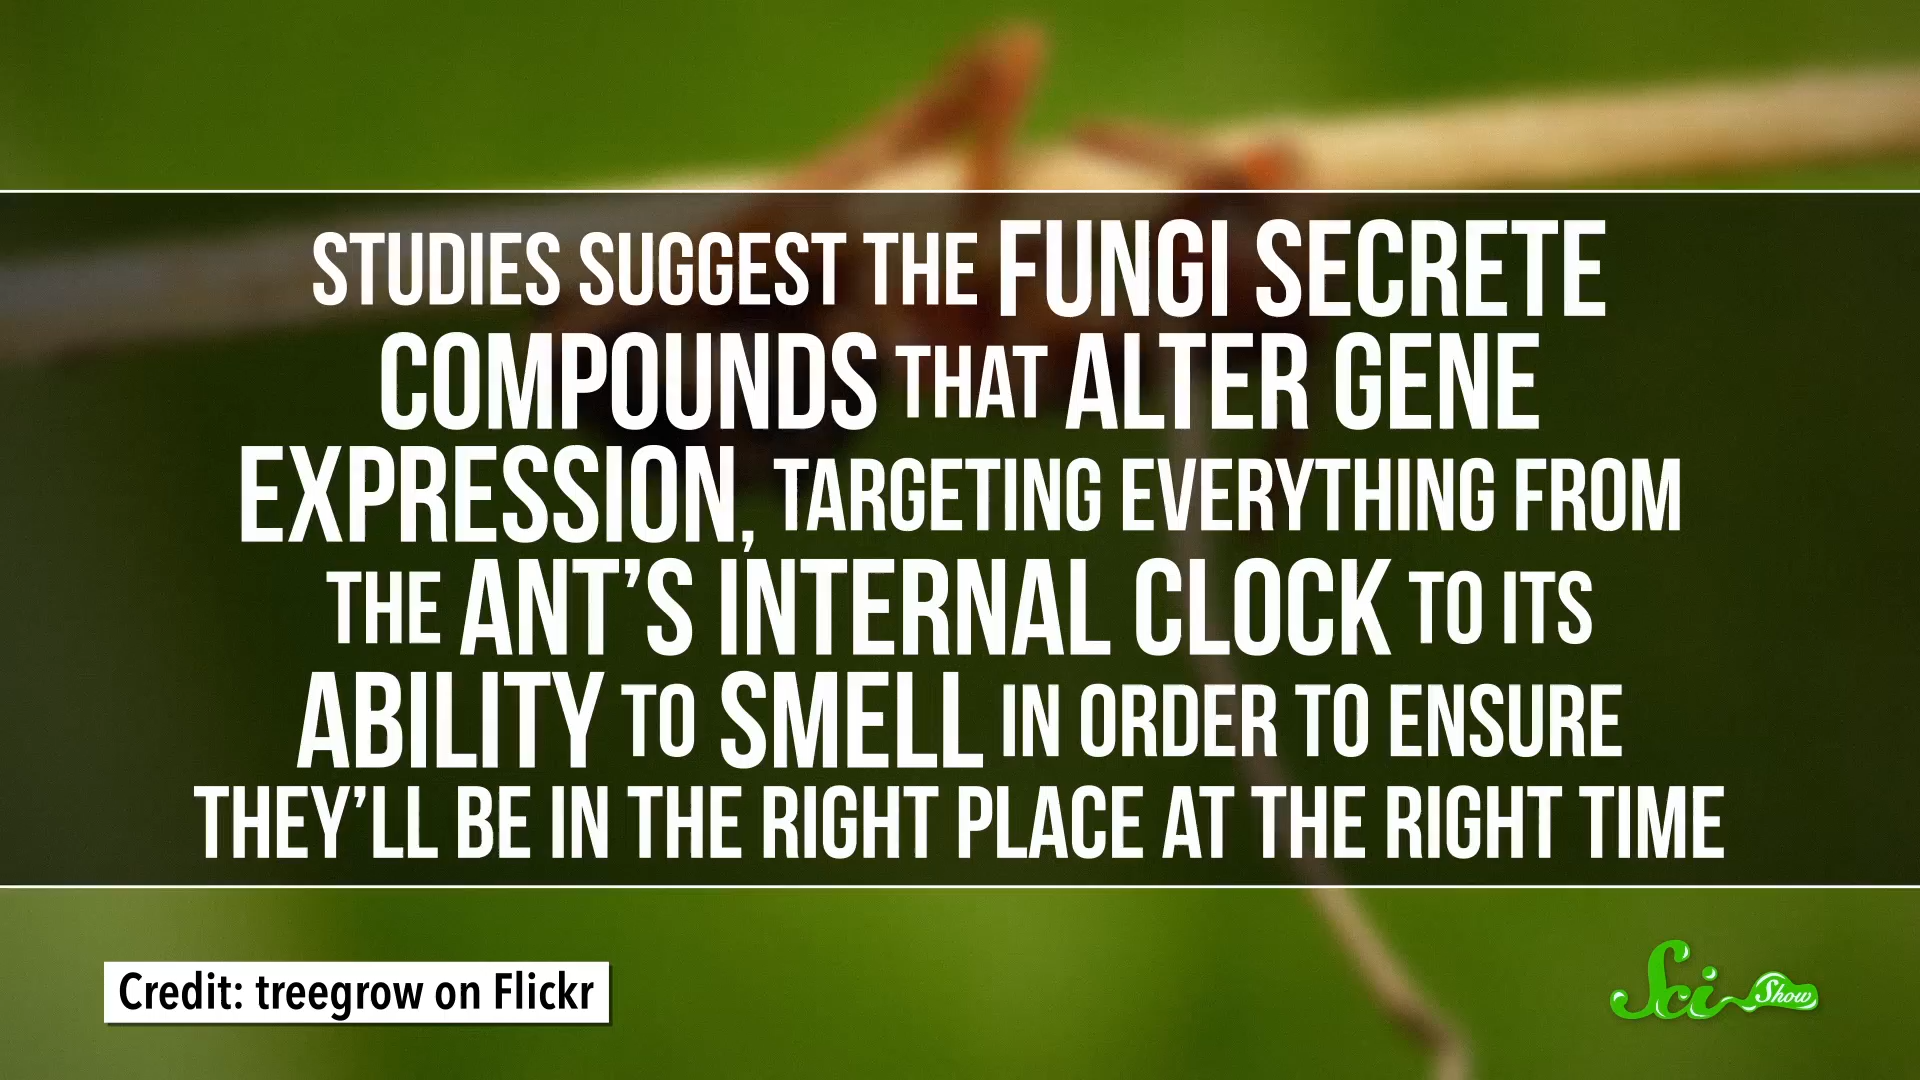 STUDIES SUGGEST THE FUNGI SECRETE
COMPOUNDS THAT ALTER GENE
EXPRESSION, TARGETING EVERYTHING FROM
THE ANT'S INTERNAL CLOCK TO ITS
ABILITY TO SMELL IN ORDER TO ENSURE
THEY'LL BE IN THE RIGHT PLACE AT THE RIGHT TIME
Credit: treegrow on Flickr
Sci Show